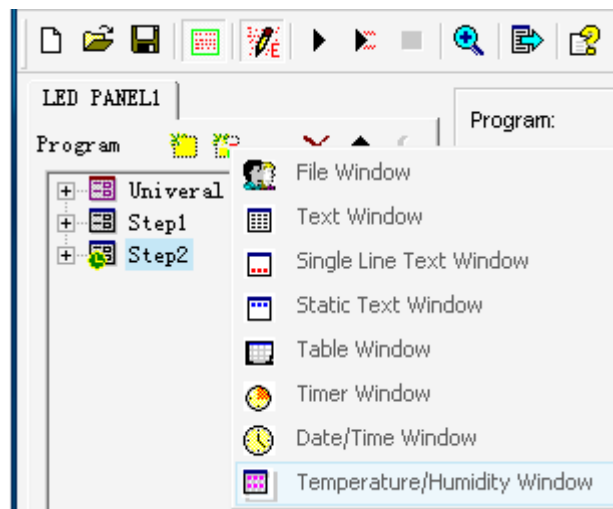 LED PANEL1
Program:
Program
Univeral
Step1
Step2
File Window
Text Window
Single Line Text Window
Static Text Window
Table Window
Timer Window
Date/Time Window
Temperature/Humidity Window